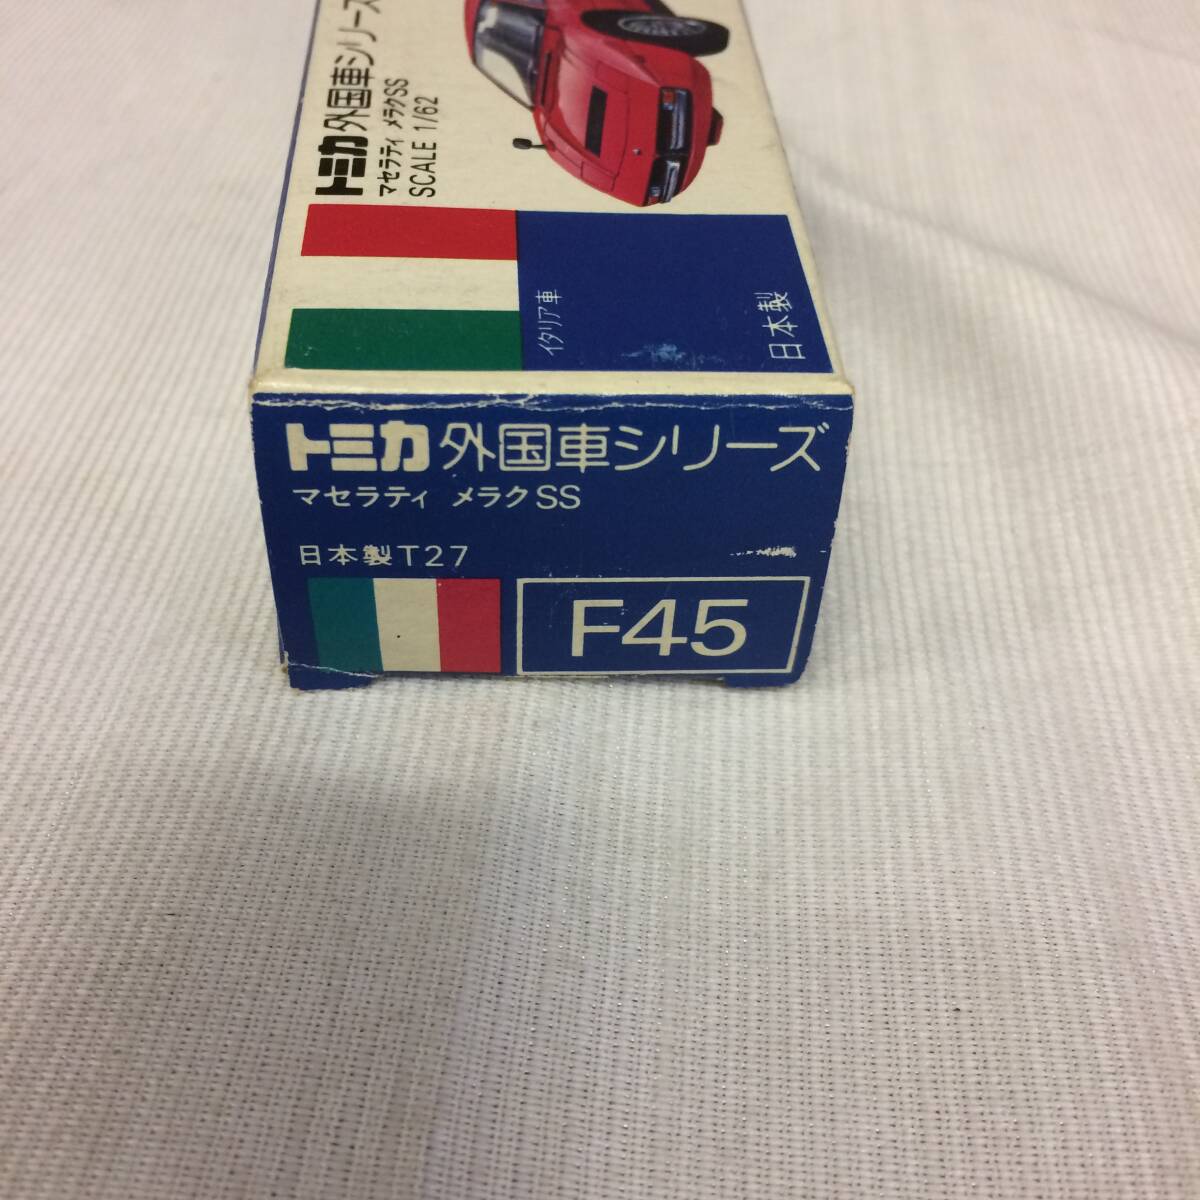 トミカ外国車シリーズ
マセラティ メラクSS
SCALE 1/62
イタリア車
日本製
トミカ 外国車シリーズ
マセラティ メラクSS
日本製T27
F45